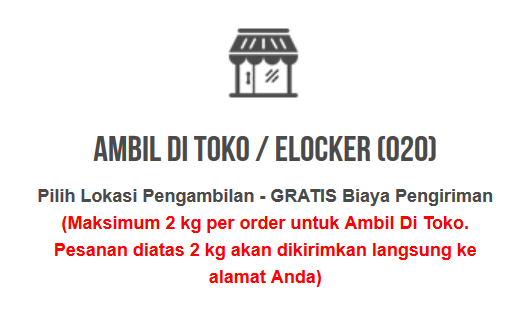 AMBIL DI TOKO / ELOCKER (O2O)
Pilih Lokasi Pengambilan - GRATIS Biaya Pengiriman
(Maksimum 2 kg per order untuk Ambil Di Toko.
Pesanan diatas 2 kg akan dikirimkan langsung ke
alamat Anda)